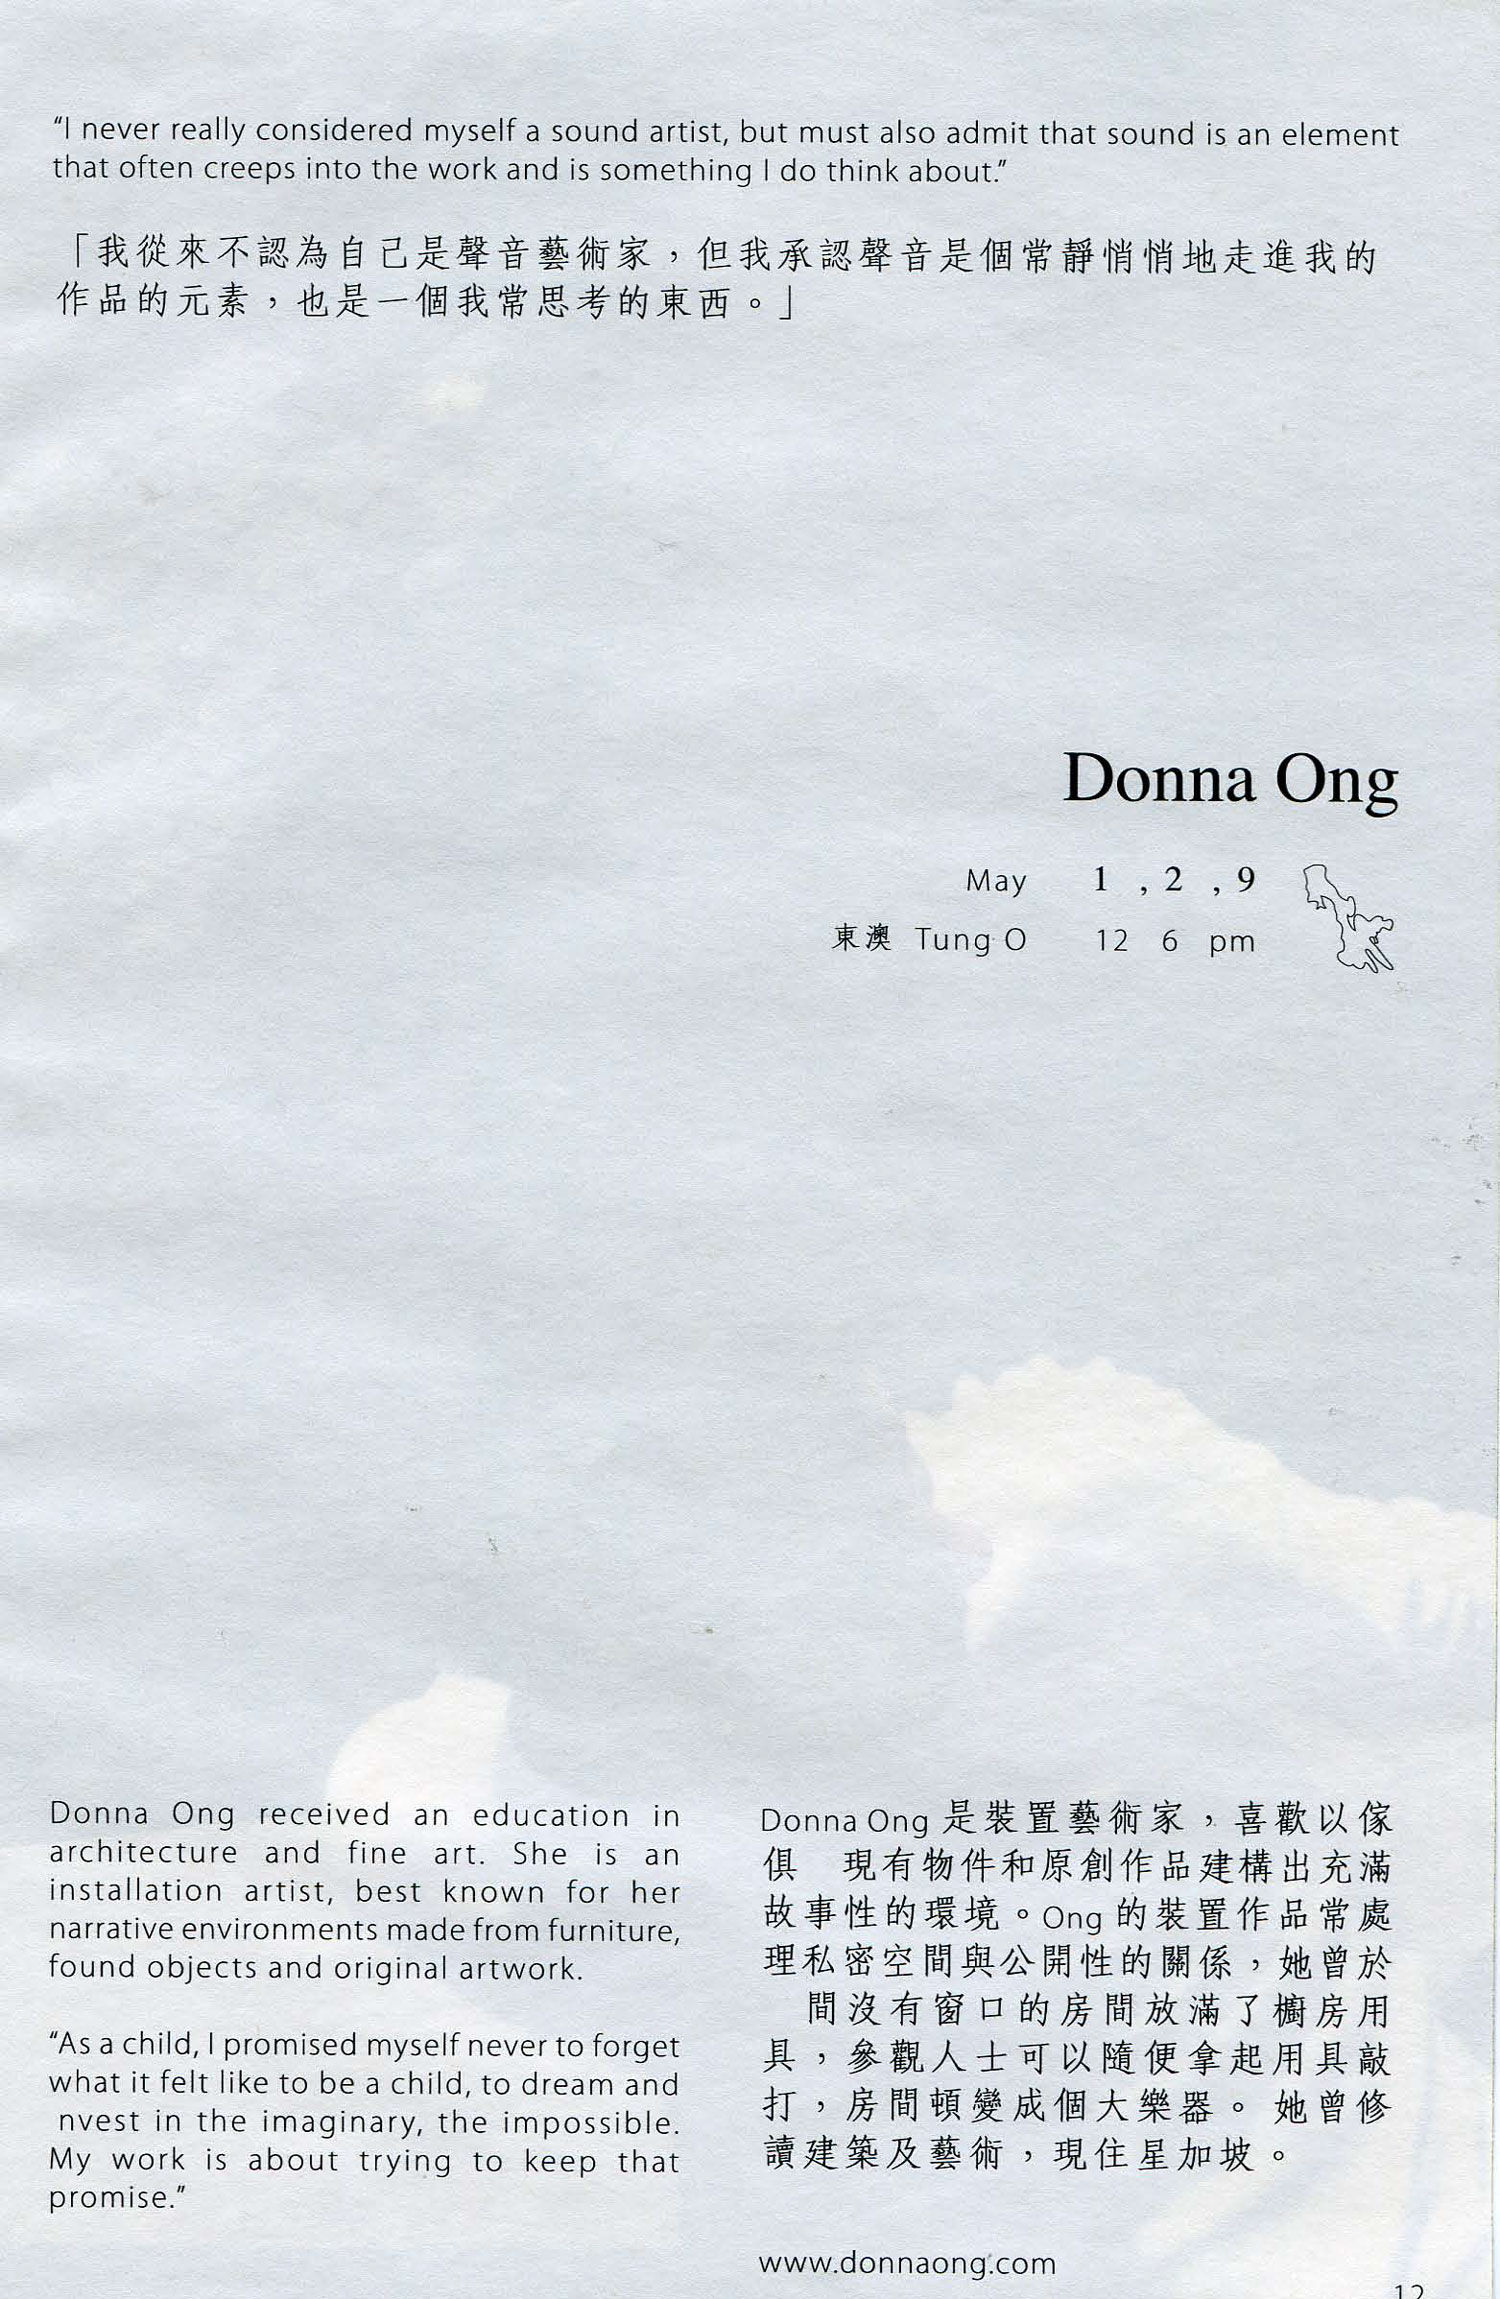 “I never really considered myself a sound artist, but must also admit that sound is an element
that often creeps into the work and is something I do think about.”
「我從來不認為自己是聲音藝術家，但我承認聲音是個常靜悄悄地走進我的
作品的元素，也是一個我常思考的東西。」
Donna Ong
May 1 , 2 , 9
東澳 Tung O 12 6 pm
Donna Ong received an education in
architecture and fine art. She is an
installation artist, best known for her
narrative environments made from furniture,
found objects and original artwork.
“As a child, I promised myself never to forget
what it felt like to be a child, to dream and
nvest in the imaginary, the impossible.
My work is about trying to keep that
promise.”
Donna Ong 是裝置藝術家，喜歡以傢
俱 現有物件和原創作品建構出充滿
故事性的環境。Ong 的裝置作品常處
理私密空間與公開性的關係，她曾於
間沒有窗口的房間放滿了櫥房用
具，參觀人士可以隨便拿起用具敲
打，房間頓變成個大樂器。 她曾修
讀建築及藝術，現住星加坡。
www.donnaong.com
12